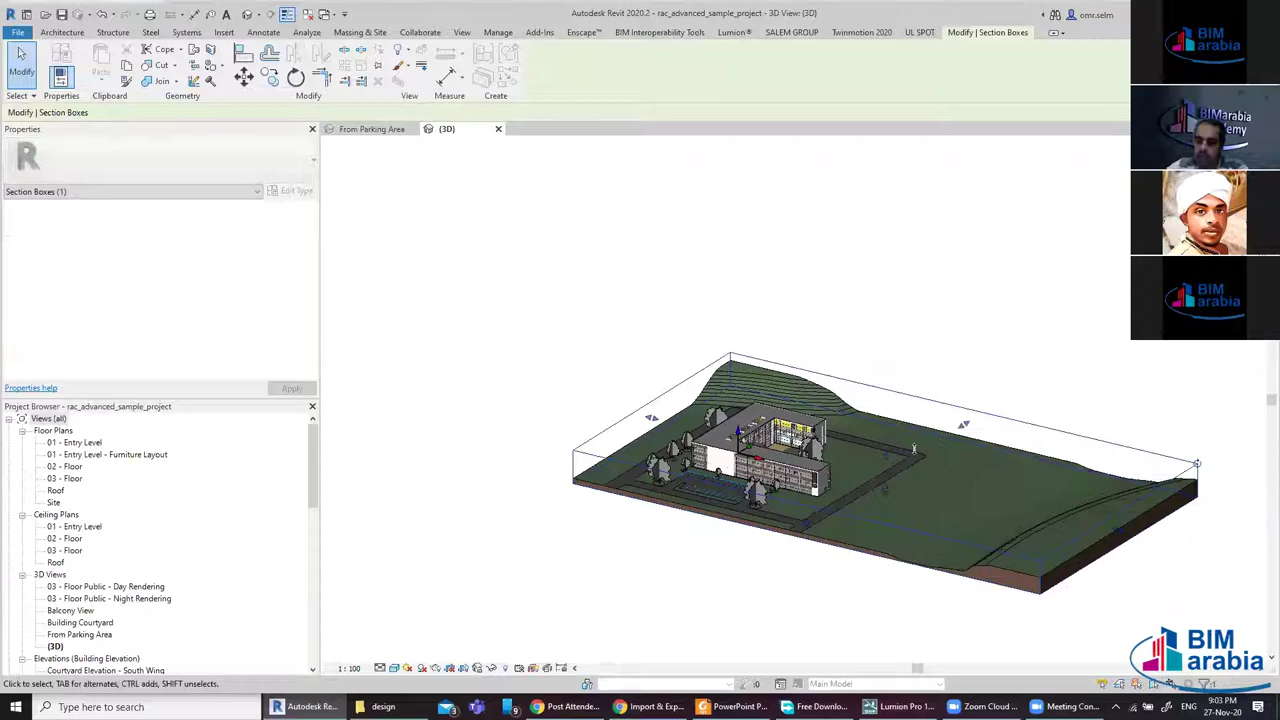 Autodesk Revit 2020.2 - rac_advanced_sample_project - 3D View: {3D}
omr.selm
File
Architecture
Structure
Steel
Systems
Insert
Annotate
Analyze
Massing & Site
Collaborate
View
Manage
Add-Ins
Enscape™
BIM Interoperability Tools
Lumion®
SALEM GROUP
Twinmotion 2020
UL SPOT
Modify | Section Boxes
Modify
Paste
Cope
Cut
Join
Select
Properties
Clipboard
Geometry
Modify
View
Measure
Create
Modify | Section Boxes
Properties
From Parking Area
{3D}
R
Section Boxes (1)
Edit Type
Properties help
Apply
Project Browser - rac_advanced_sample_project
Views (all)
Floor Plans
01 - Entry Level
01 - Entry Level - Furniture Layout
02 - Floor
03 - Floor
Roof
Site
Ceiling Plans
01 - Entry Level
02 - Floor
03 - Floor
Roof
3D Views
03 - Floor Public - Day Rendering
03 - Floor Public - Night Rendering
Balcony View
Building Courtyard
From Parking Area
{3D}
Elevations (Building Elevation)
Courtyard Elevation - South Wing
1 : 100
Click to select, TAB for alternates, CTRL adds, SHIFT unselects.
:0
Main Model
:1
BIM
arabia
BIMarabia
BIM
arabia
BIM
arabia
Type here to search
Autodesk Re...
design
3
9
Post Attende...
Import & Exp...
PowerPoint P...
Free Downlo...
Lumion Pro 1...
Zoom Cloud ...
Meeting Con...
ENG
9:03 PM
27-Nov-20